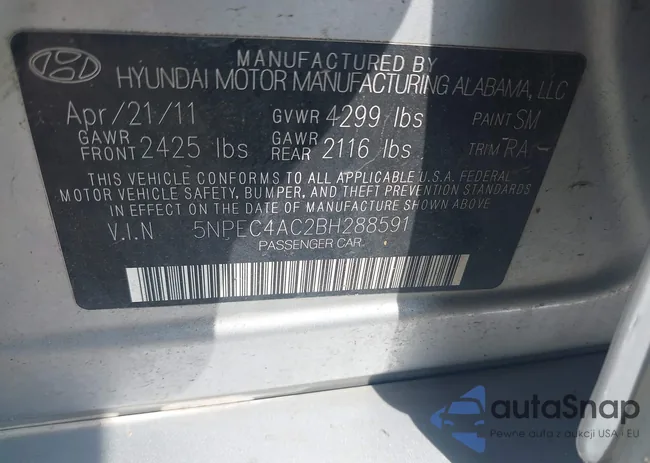 MANUFACTURED BY
HYUNDAI MOTOR MANUFACTURING ALABAMA, LLC
Apr/21/11 GVWR 4299 lbs PAINT SM
GAWR FRONT 2425 lbs GAWR REAR 2116 lbs TRIM RA-
THIS VEHICLE CONFORMS TO ALL APPLICABLE U.S.A. FEDERAL
MOTOR VEHICLE SAFETY, BUMPER, AND THEFT PREVENTION STANDARDS
IN EFFECT ON THE DATE OF MANUFACTURE SHOWN ABOVE.
V.I.N 5NPEC4AC2BH288591
PASSENGER CAR
autaSnap
Pewne auta z aukcji USA i EU